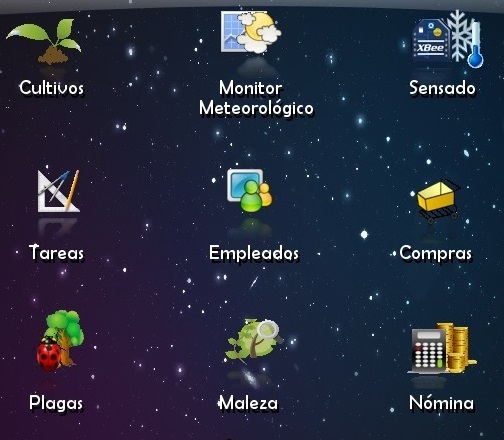 XBee
Cultivos
Monitor
Meteorológico
Sensado
Tareas
Empleados
Compras
Plagas
Maleza
Nómina